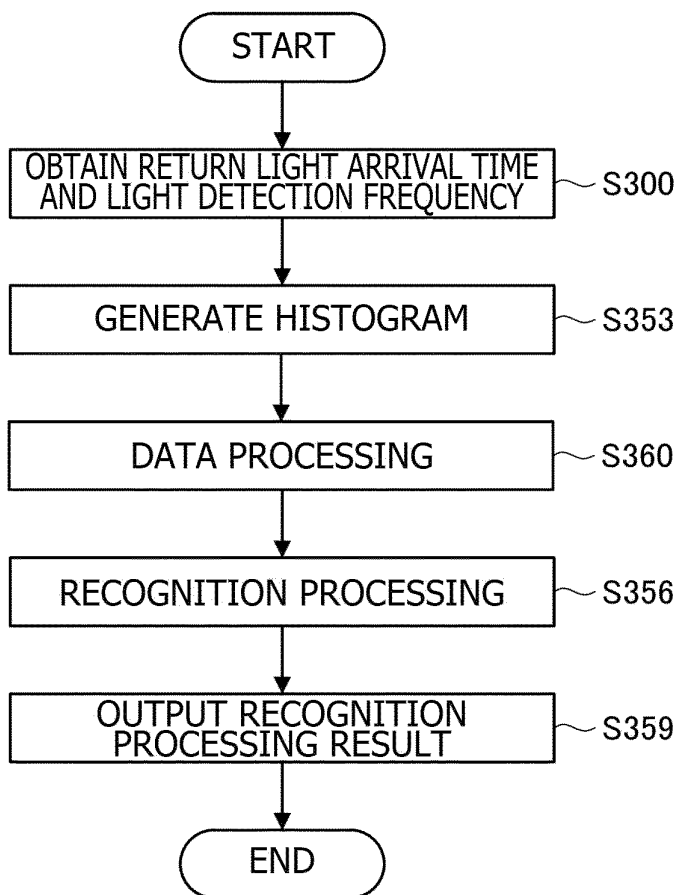 START
OBTAIN RETURN LIGHT ARRIVAL TIME
AND LIGHT DETECTION FREQUENCY
S300
GENERATE HISTOGRAM
S353
DATA PROCESSING
S360
RECOGNITION PROCESSING
S356
OUTPUT RECOGNITION
PROCESSING RESULT
S359
END